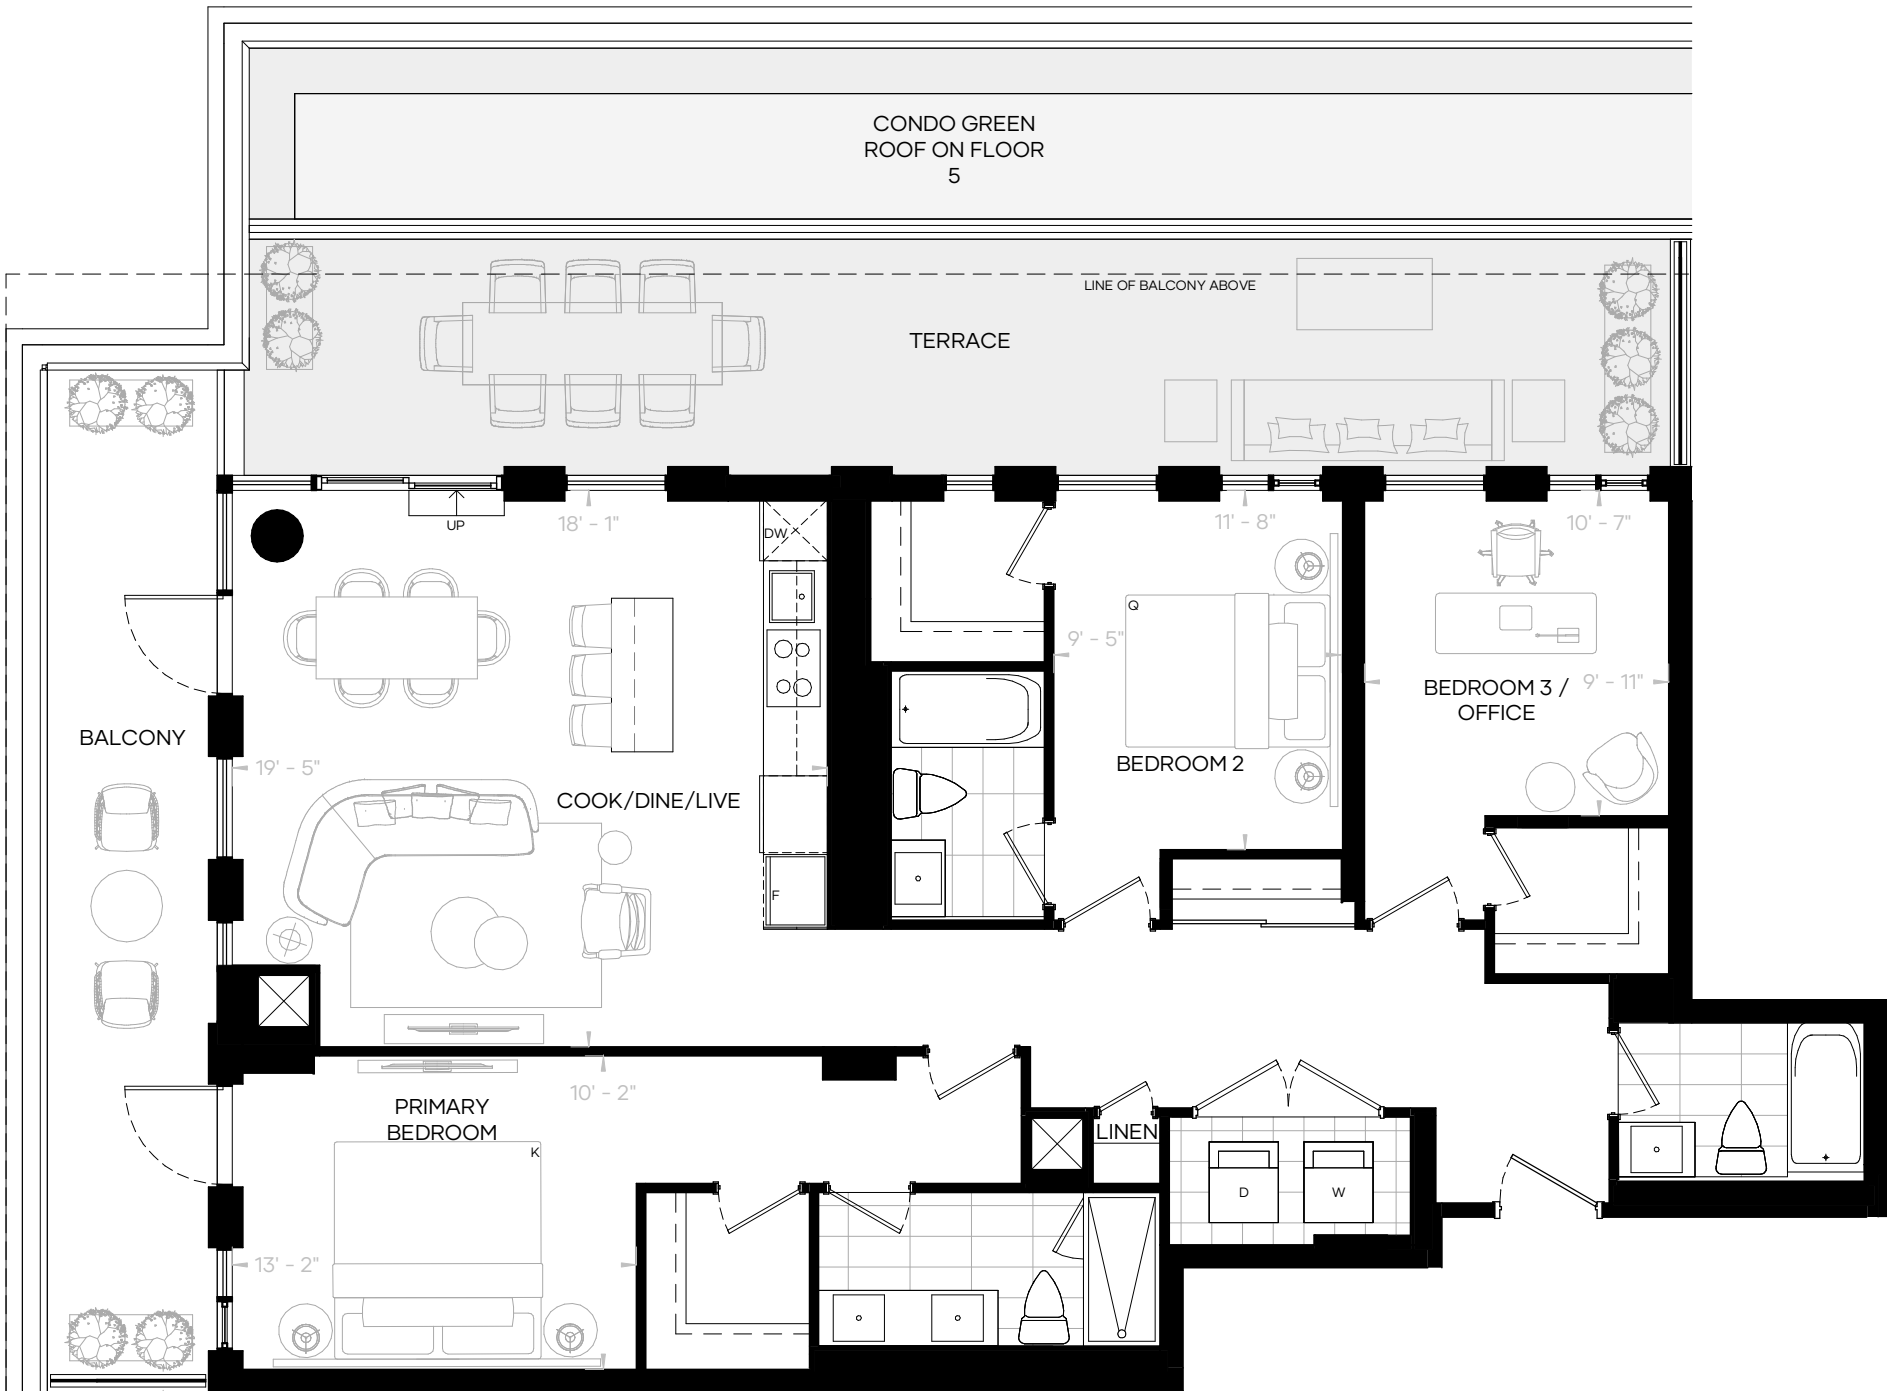 CONDO GREEN
ROOF ON FLOOR
5
LINE OF BALCONY ABOVE
TERRACE
UP
18' - 1"
DW
11' - 8"
10' - 7"
Q
9' - 5"
BEDROOM 3 /
OFFICE
9' - 11"
BALCONY
19' - 5"
BEDROOM 2
COOK/DINE/LIVE
F
10' - 2"
PRIMARY
BEDROOM
K
LINEN
D
W
13' - 2"